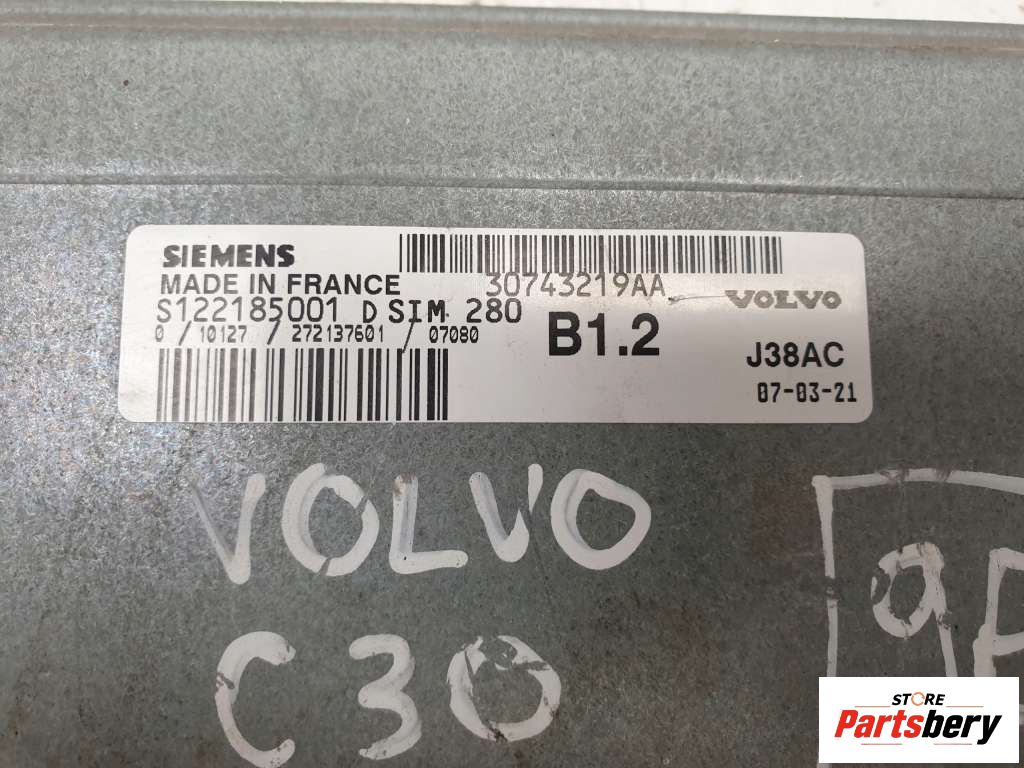 SIEMENS
MADE IN FRANCE
30743219AA
VOLVO
S122185001 D SIM 280
0 / 10127 / 272137601 / 07080
B1.2
J38AC
07-03-21
VOLVO
C30
STORE
Partsbery